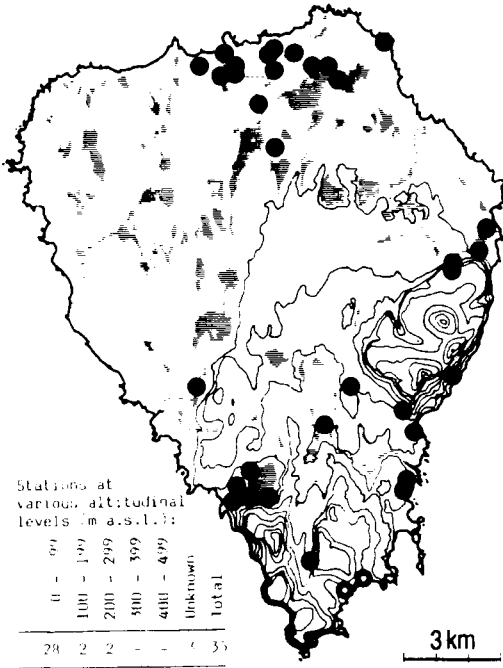 Stations at
various altitudinal
levels (m a.s.l.):
0 - 99
100 - 199
200 - 299
300 - 399
400 - 499
Unknown
Total
28 2 2 - - 35
3 km